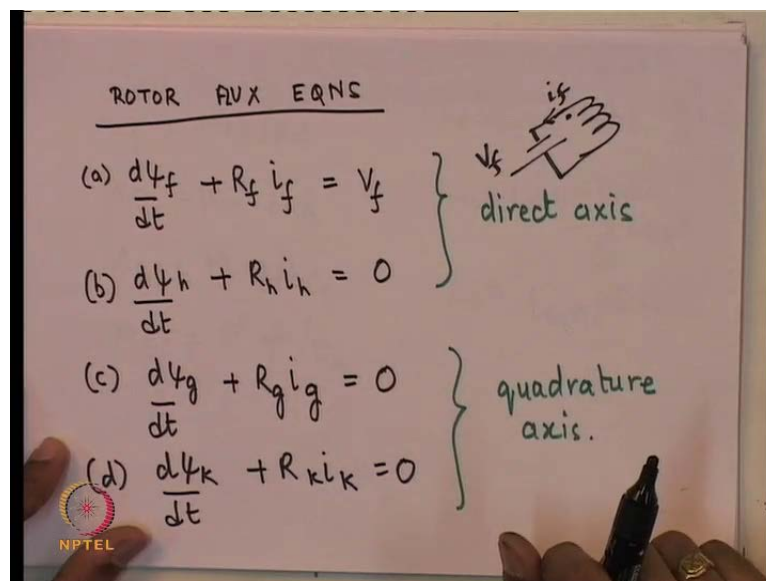 ROTOR FLUX EQNS
if
Vf
(a) dψf/dt + Rf if = Vf
direct axis
(b) dψh/dt + Rh ih = 0
(c) dψg/dt + Rg ig = 0
quadrature
axis.
(d) dψK/dt + RK iK = 0
NPTEL